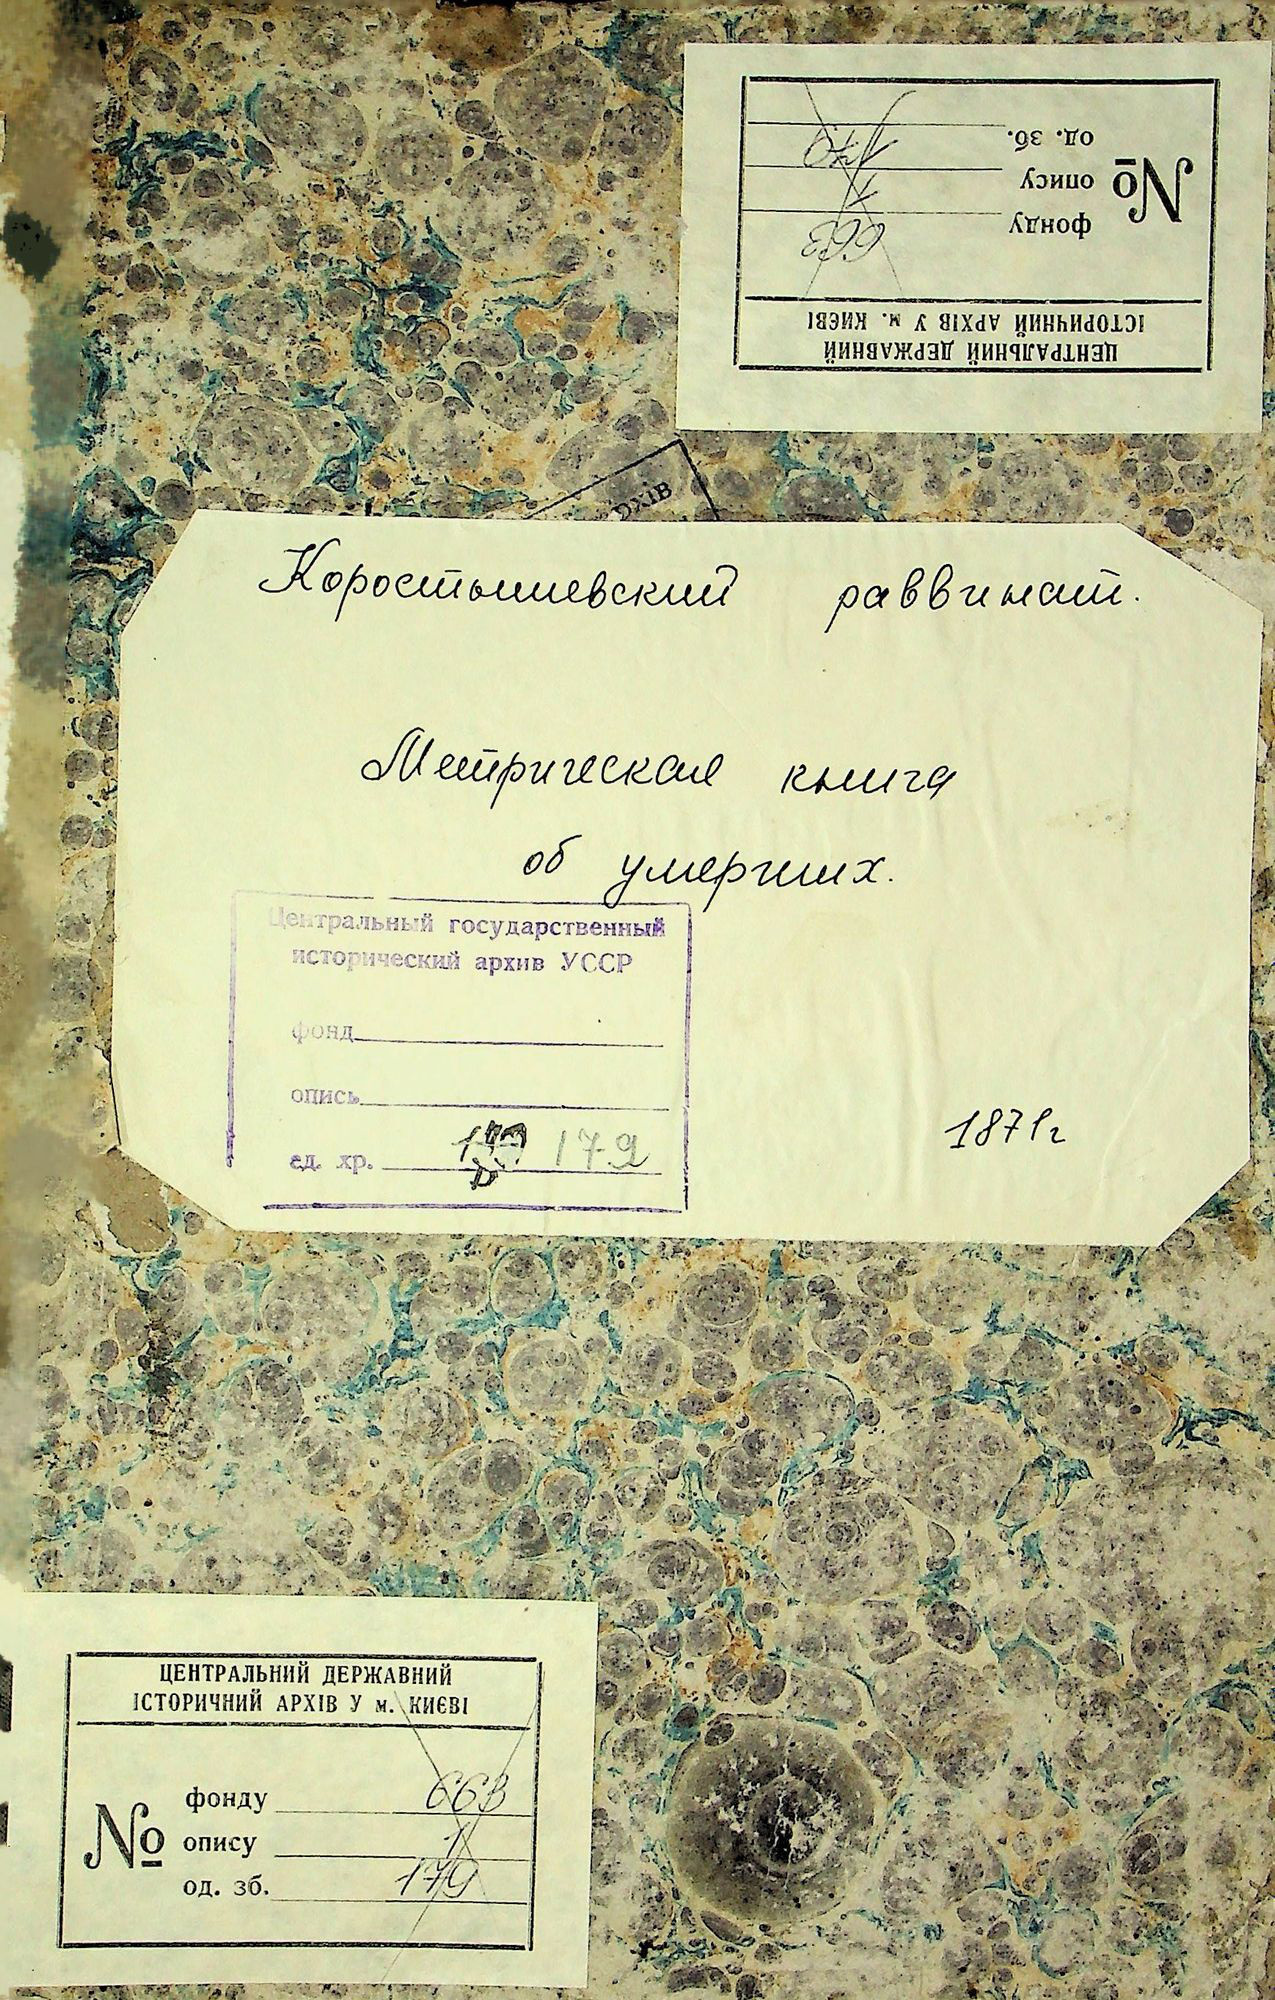 ЦЕНТРАЛЬНИЙ ДЕРЖАВНИЙ
ІСТОРИЧНИЙ АРХІВ У м. КИЄВІ
№
фонду 663
опису 1
од. зб. 179
рхів
Коростышевский раввинат.
Метрическая книга
об умерших.
Центральный государственный
исторический архив УССР
фонд
опись
ед. хр. 179
1871г
ЦЕНТРАЛЬНИЙ ДЕРЖАВНИЙ
ІСТОРИЧНИЙ АРХІВ У м. КИЄВІ
№
фонду 663
опису 1
од. зб. 179